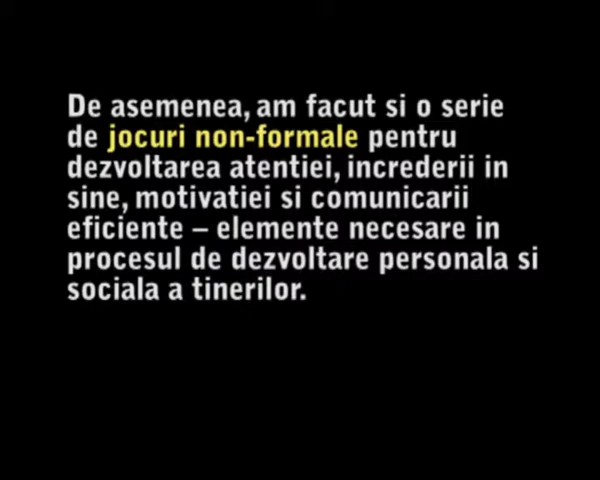 De asemenea, am facut si o serie
de jocuri non-formale pentru
dezvoltarea atentiei, increderii in
sine, motivatiei si comunicarii
eficiente – elemente necesare in
procesul de dezvoltare personala si
sociala a tinerilor.